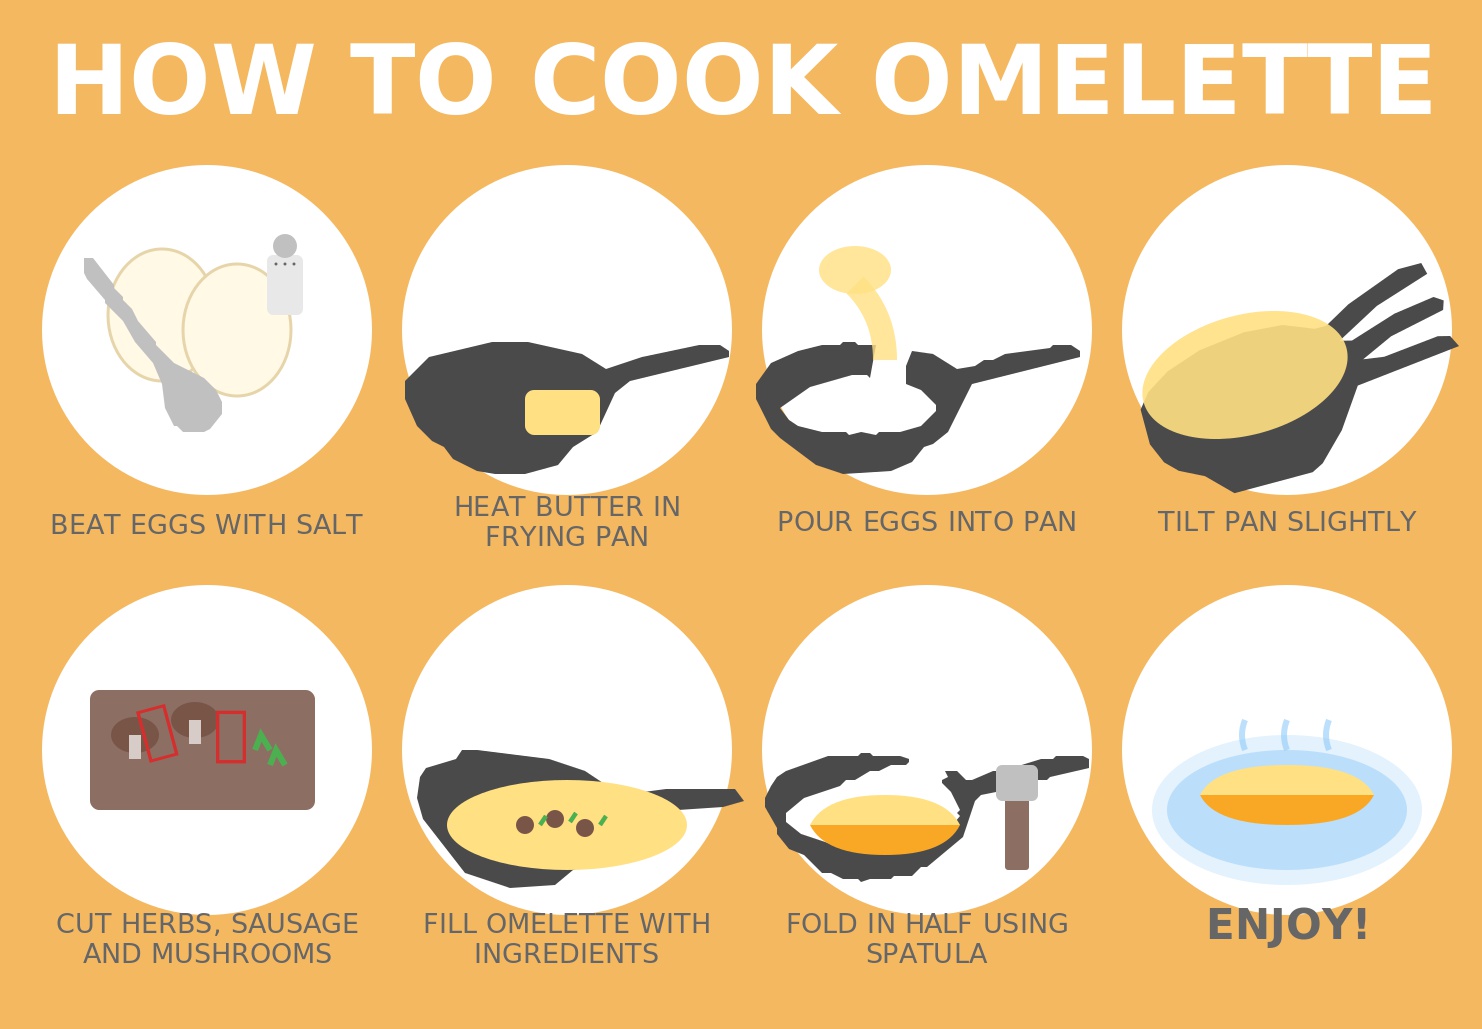 HOW TO COOK OMELETTE
BEAT EGGS WITH SALT
HEAT BUTTER IN
FRYING PAN
POUR EGGS INTO PAN
TILT PAN SLIGHTLY
CUT HERBS, SAUSAGE
AND MUSHROOMS
FILL OMELETTE WITH
INGREDIENTS
FOLD IN HALF USING
SPATULA
ENJOY!